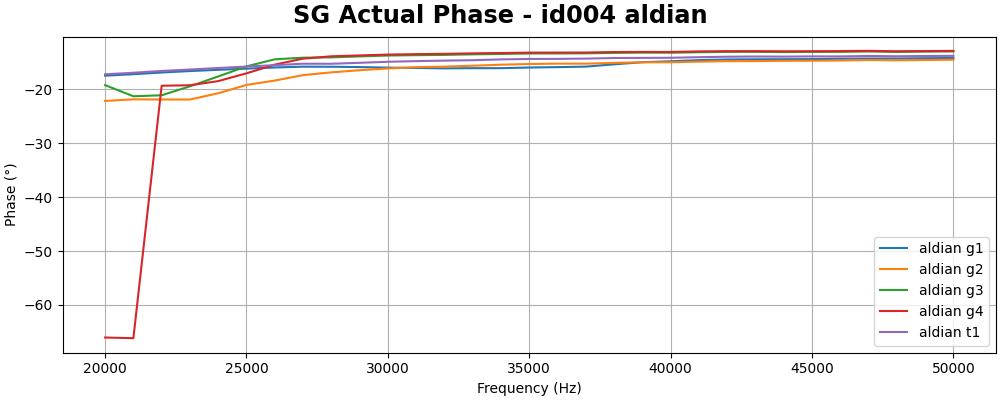 SG Actual Phase - id004 aldian
Phase (°)
−20
−30
−40
−50
−60
aldian g1
aldian g2
aldian g3
aldian g4
aldian t1
20000 25000 30000 35000 40000 45000 50000
Frequency (Hz)